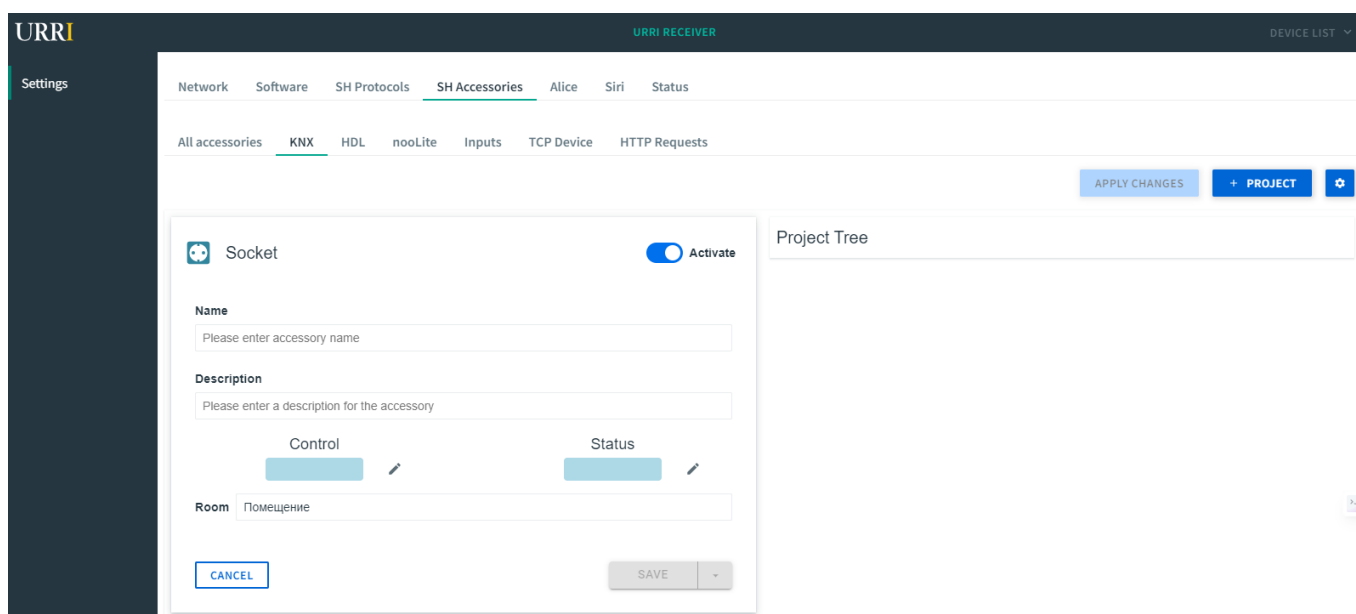 URRI
URRI RECEIVER
DEVICE LIST
Settings
Network Software SH Protocols SH Accessories Alice Siri Status
All accessories KNX HDL nooLite Inputs TCP Device HTTP Requests
APPLY CHANGES + PROJECT
Socket
Activate
Name
Please enter accessory name
Description
Please enter a description for the accessory
Control Status
Room Помещение
CANCEL SAVE
Project Tree